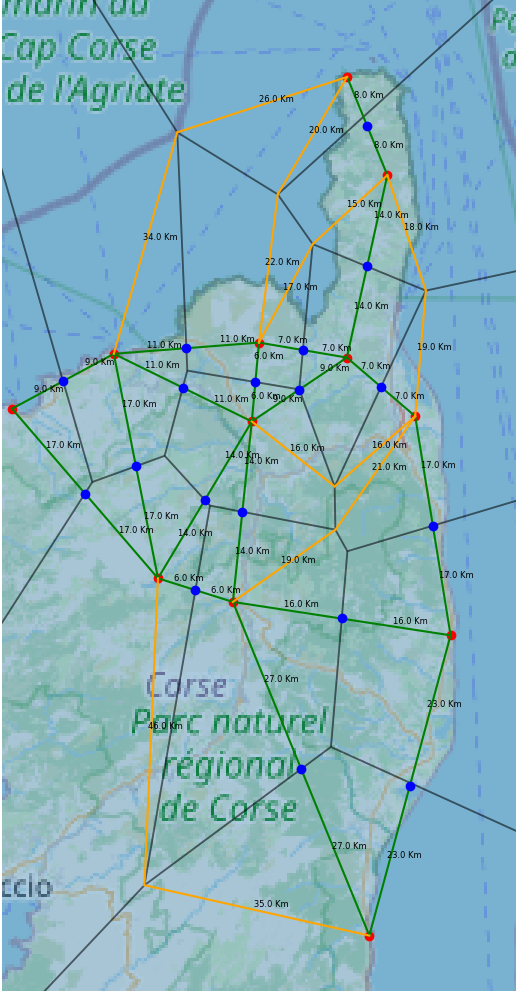 marin du
Cap Corse
de l'Agriate
Pa
d
26.0 Km
8.0 Km
20.0 Km
8.0 Km
15.0 Km
14.0 Km
18.0 Km
34.0 Km
22.0 Km
17.0 Km
14.0 Km
11.0 Km
11.0 Km
7.0 Km
7.0 Km
19.0 Km
9.0 Km
11.0 Km
6.0 Km
9.0 Km
7.0 Km
9.0 Km
17.0 Km
11.0 Km
6.0 Km
9.0 Km
7.0 Km
17.0 Km
16.0 Km
16.0 Km
14.0 Km
14.0 Km
21.0 Km
17.0 Km
17.0 Km
17.0 Km
14.0 Km
14.0 Km
19.0 Km
17.0 Km
6.0 Km
6.0 Km
16.0 Km
16.0 Km
27.0 Km
Corse
23.0 Km
46.0 Km
Parc naturel
régional
de Corse
27.0 Km
23.0 Km
ccio
35.0 Km